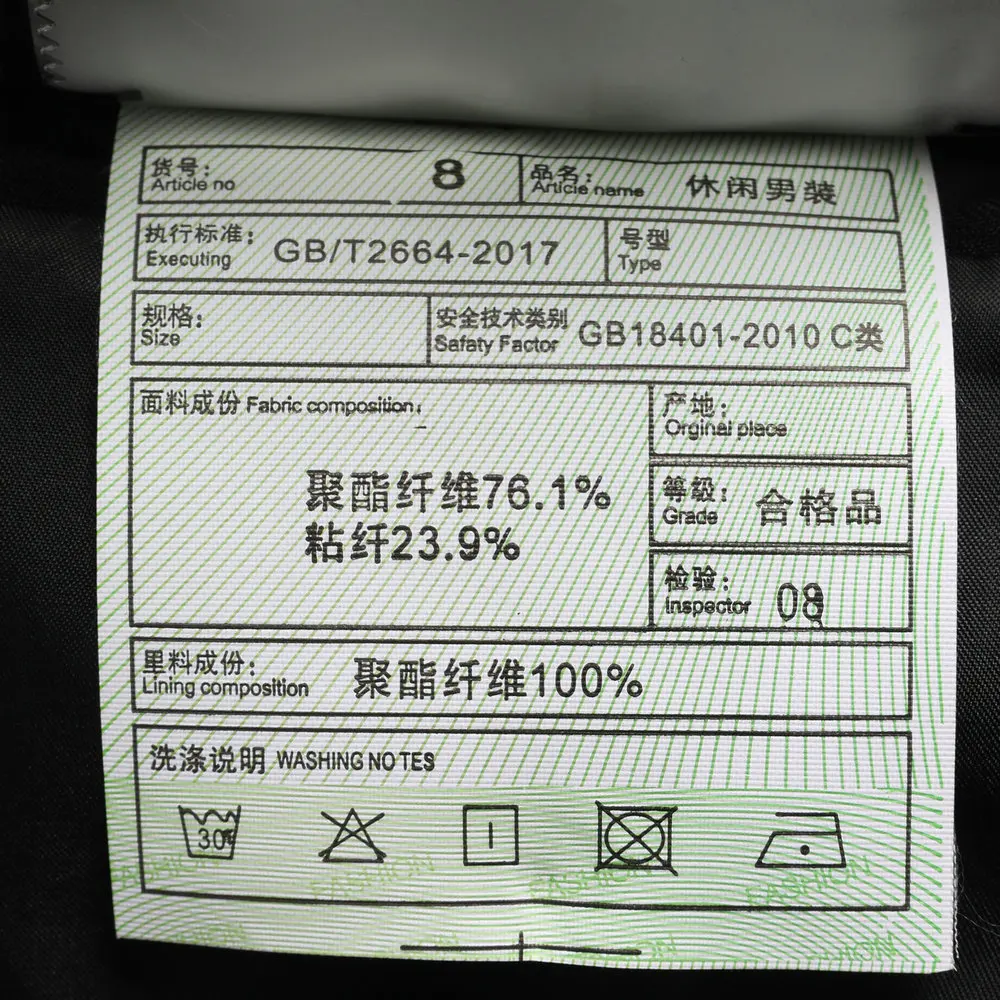 货号： 8 品名： 休闲男装
Article no Article name
执行标准： GB/T2664-2017 号型
Executing Type
规格： 安全技术类别 GB18401-2010 C类
Size Safaty Factor
面料成份 Fabric composition:
聚酯纤维76.1%
粘纤23.9%
产地：
Orginal place
等级： 合格品
Grade
检验： 08
Inspector
里料成份： 聚酯纤维100%
Lining composition
洗涤说明 WASHING NOTES
30℃
FASHION FASHION FASHION FASHION